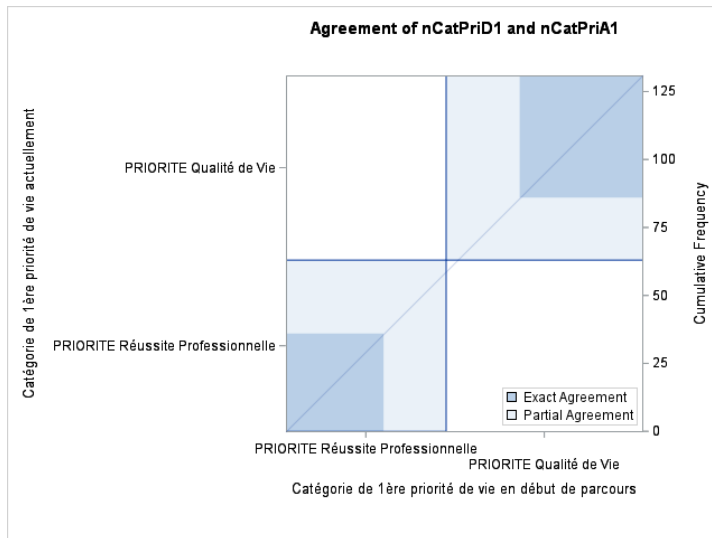 Agreement of nCatPriD1 and nCatPriA1
Catégorie de 1ère priorité de vie actuellement
PRIORITE Qualité de Vie
PRIORITE Réussite Professionnelle
125
100
75
50
25
0
Cumulative Frequency
Exact Agreement
Partial Agreement
PRIORITE Réussite Professionnelle
PRIORITE Qualité de Vie
Catégorie de 1ère priorité de vie en début de parcours